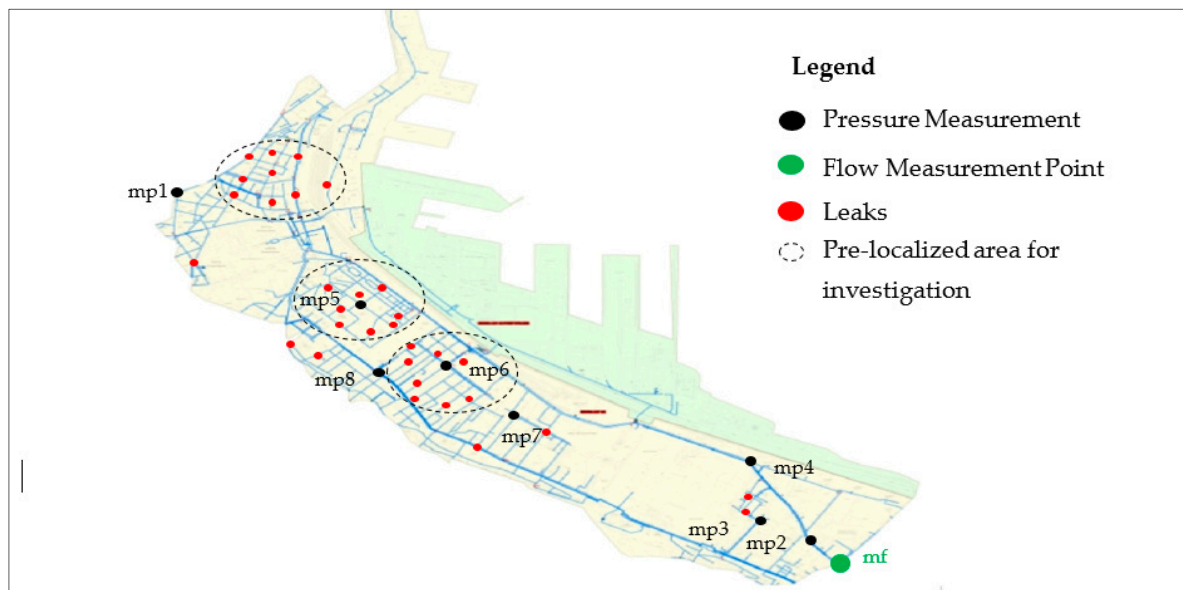 Legend
Pressure Measurement
Flow Measurement Point
Leaks
Pre-localized area for
investigation
mp1
mp5
mp8
mp6
mp7
mp4
mp3
mp2
mf